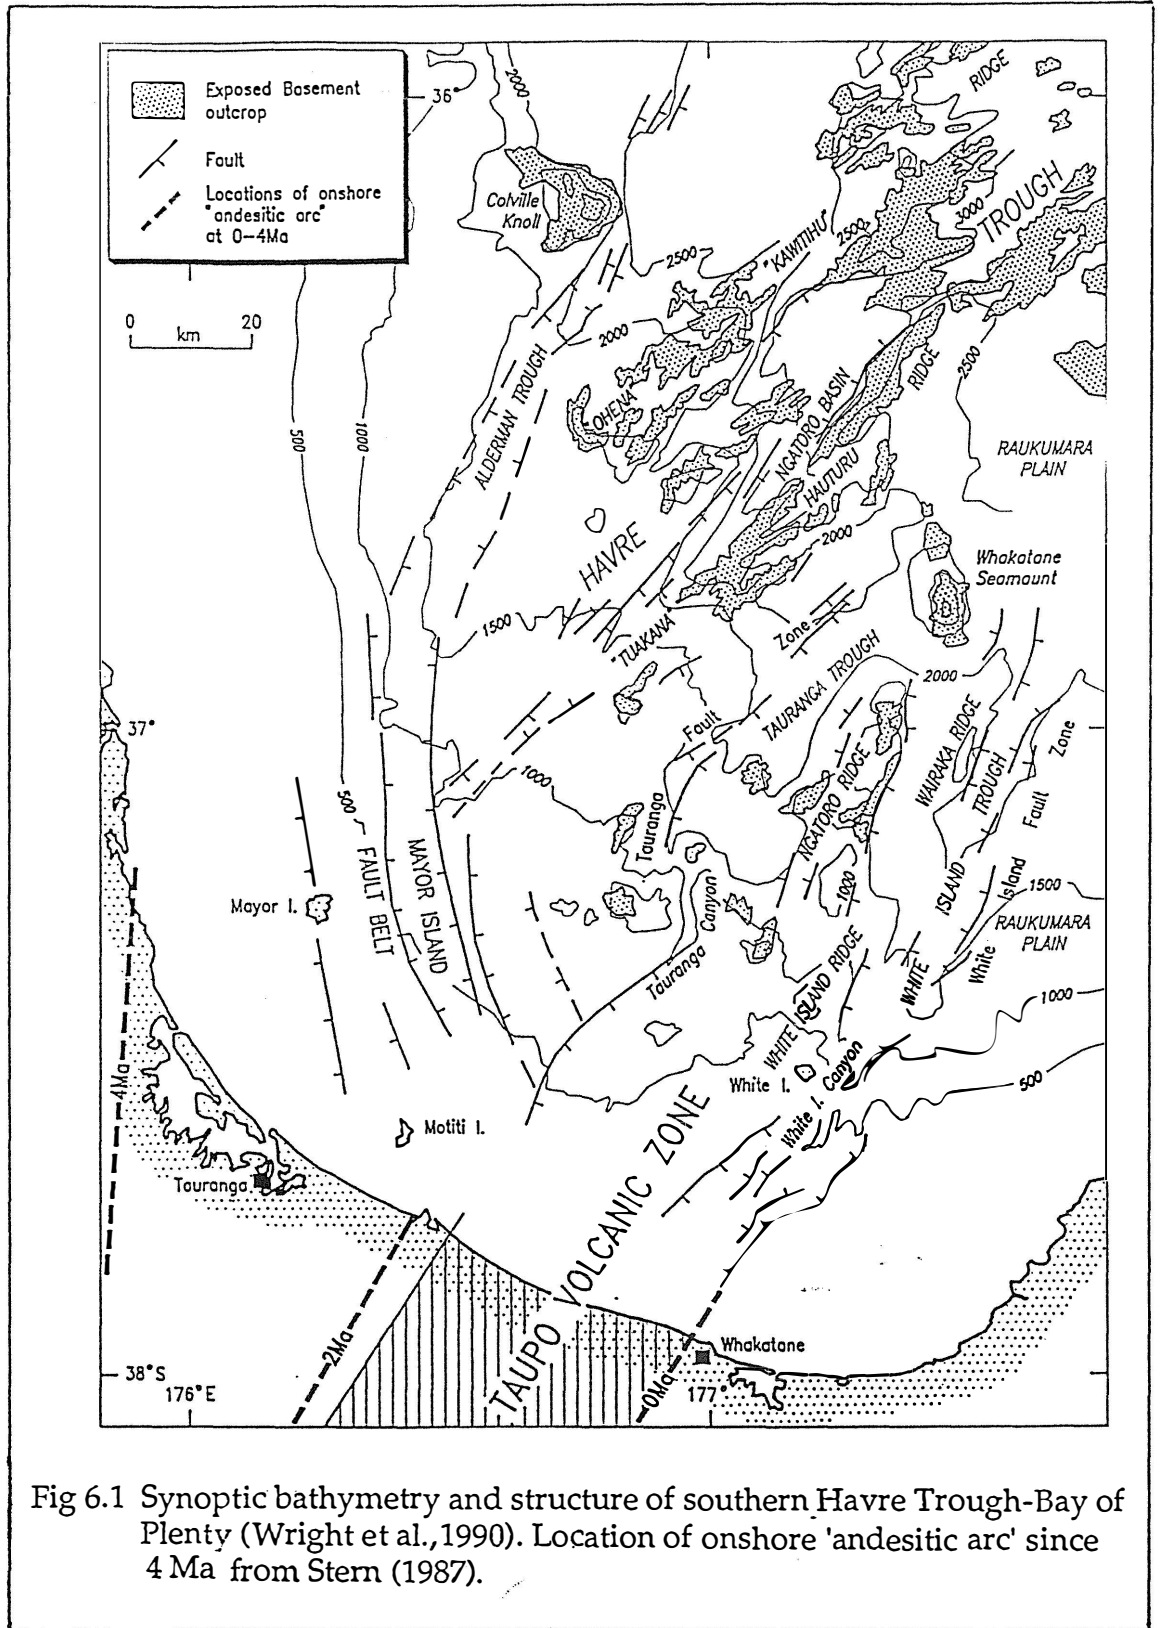 Exposed Basement
outcrop
Fault
Locations of onshore
"andesitic arc"
at 0-4Ma
0 20
km
36°
2000
RIDGE
Colville
Knoll
TROUGH
3000
2500
"KAWITIHU"
2500
2000
ALDERMAN TROUGH
"OHENA
NGATORO BASIN
RIDGE
2500
500
1000
RAUKUMARA
PLAIN
HAUTURU
HAVRE
2000
Whakatane
Seamount
1500
"TUAKANA
Zone
TAURANGA TROUGH
2000
37°
Fault
WAIRAKA RIDGE
Zone
1000
500
NGATORO RIDGE
TROUGH
Fault
Tauranga
FAULT BELT
MAYOR ISLAND
Mayor I.
1000
Canyon
ISLAND
Island
1500
RAUKUMARA
PLAIN
Tauranga
WHITE ISLAND RIDGE
WHITE
White
1000
4Ma
White I.
White I. Canyon
500
Motiti I.
Tauranga
TAUPO VOLCANIC ZONE
2Ma
Whakatane
0Ma
38°S
176°E
177°
Fig 6.1 Synoptic bathymetry and structure of southern Havre Trough-Bay of
Plenty (Wright et al.,1990). Location of onshore 'andesitic arc' since
4 Ma from Stern (1987).